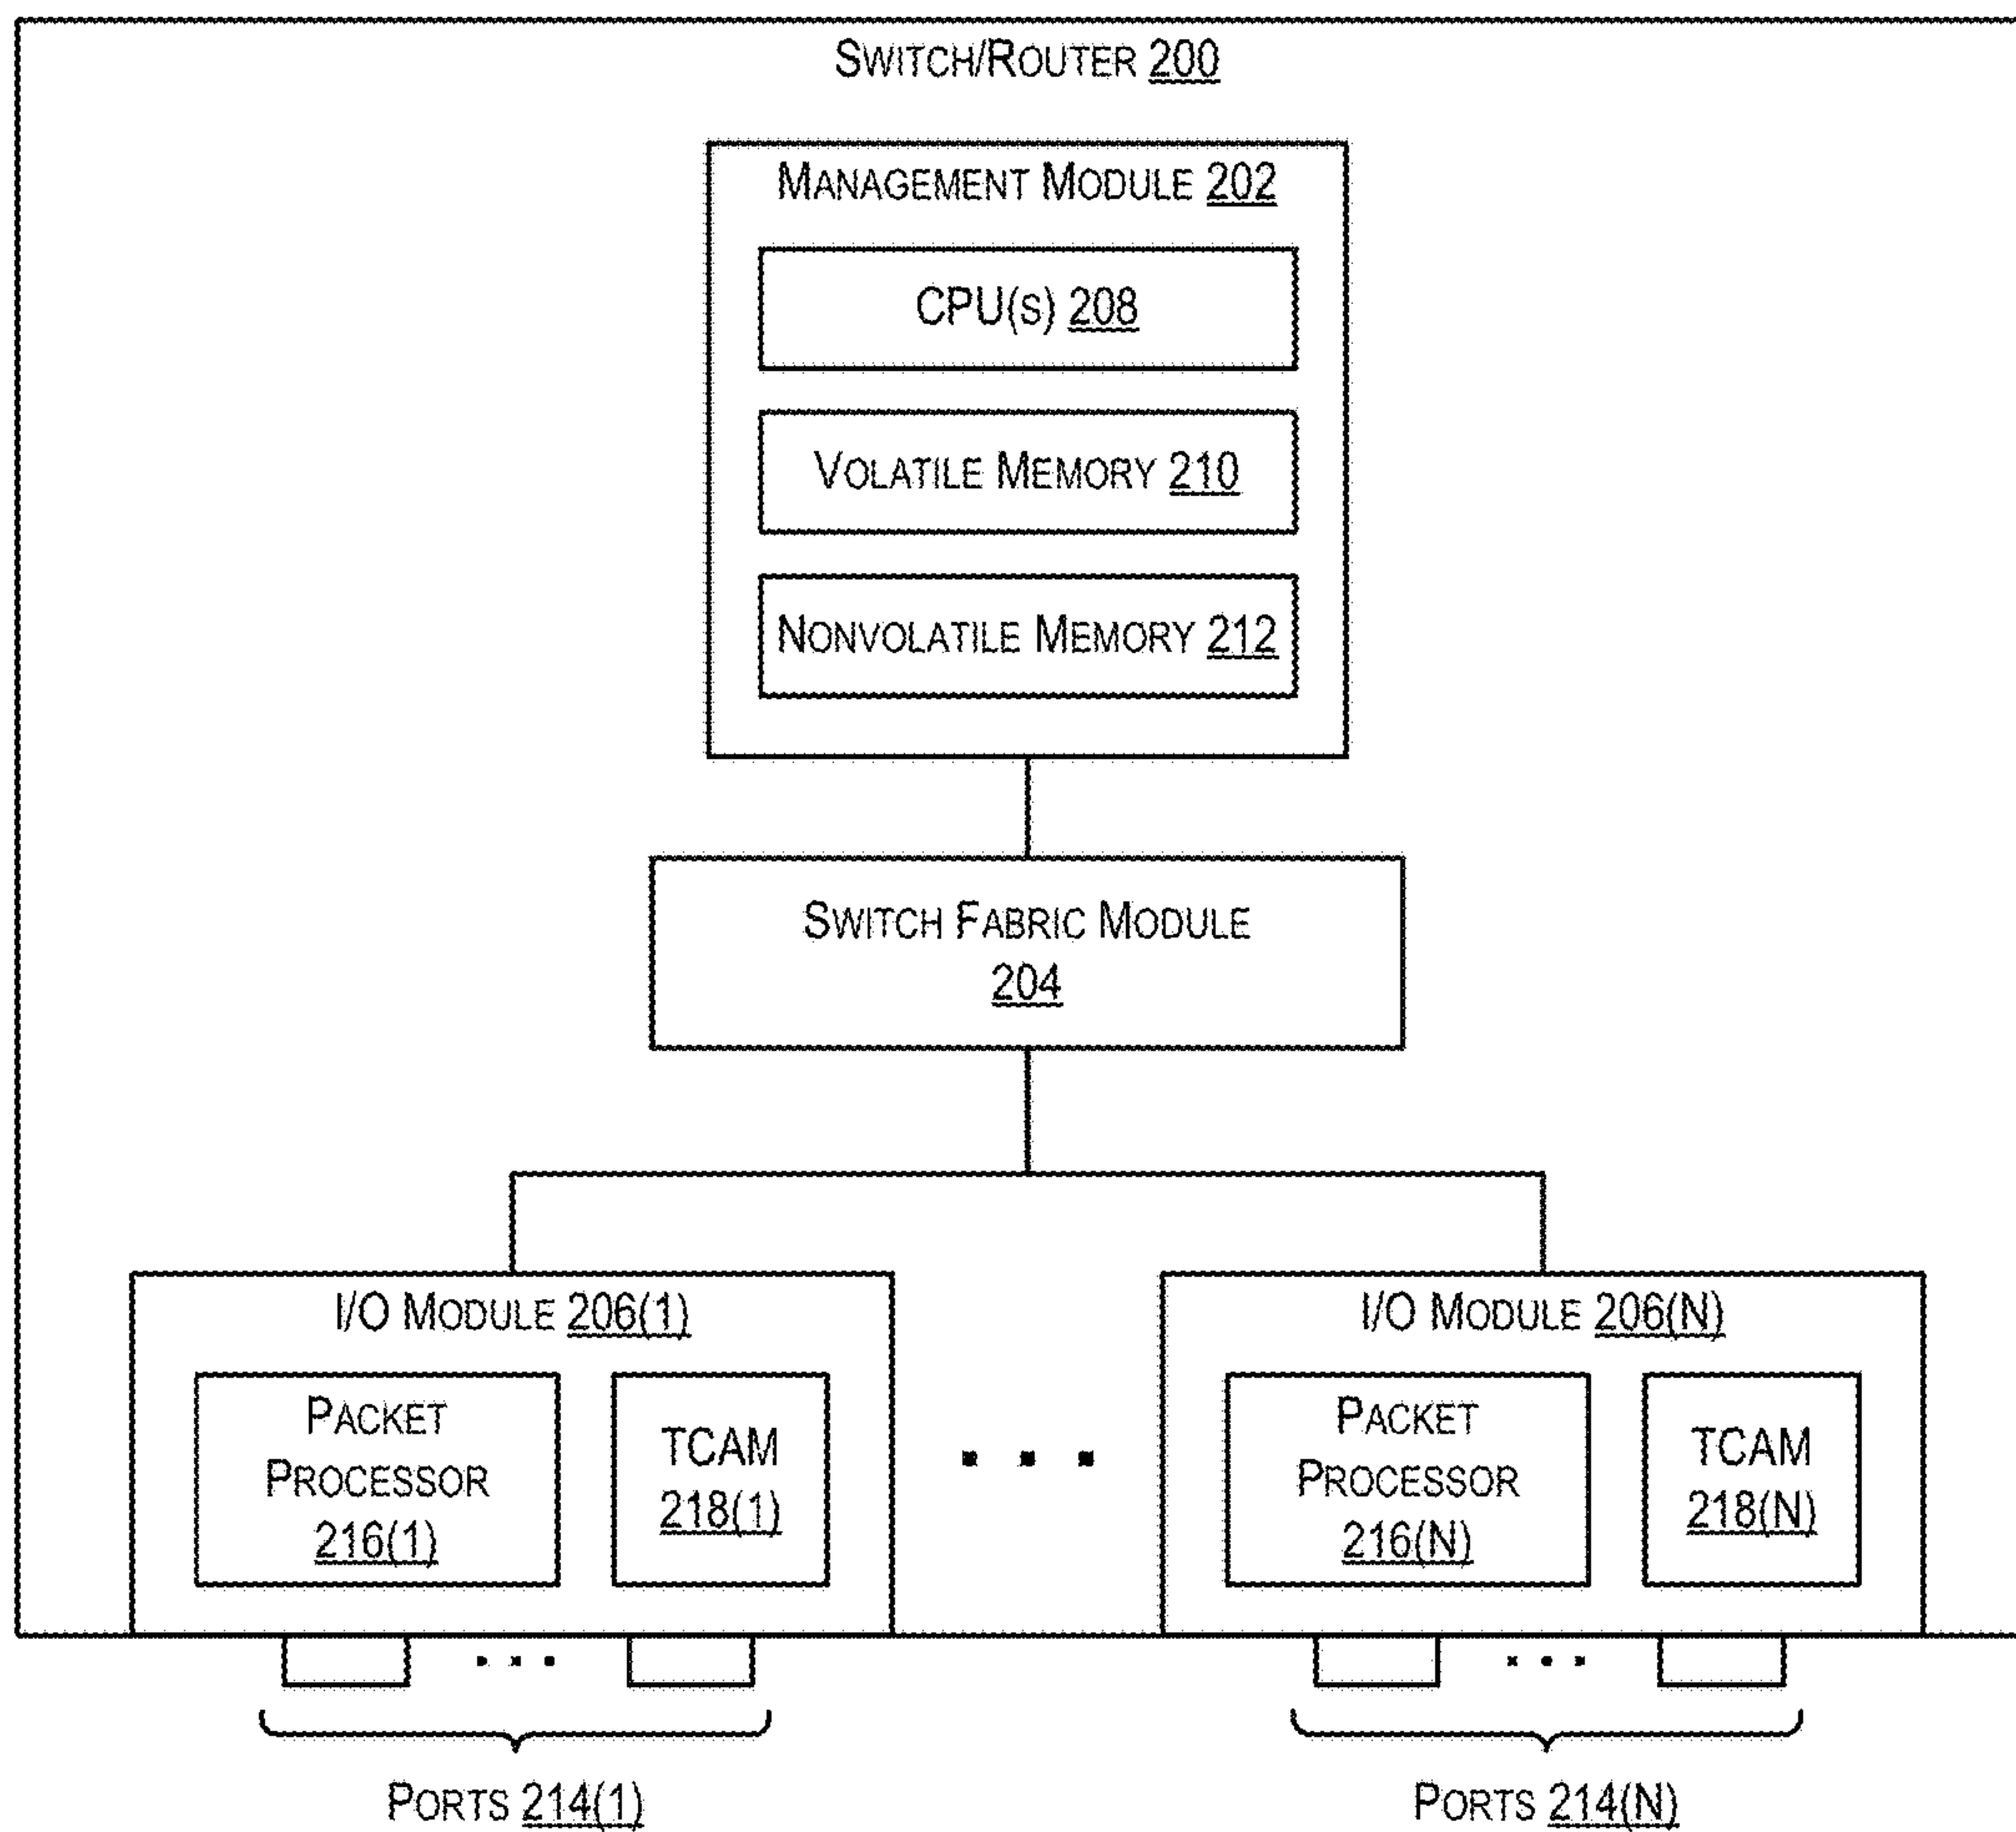 Switch/Router 200
Management Module 202
CPU(s) 208
Volatile Memory 210
Nonvolatile Memory 212
Switch Fabric Module
204
I/O Module 206(1)
Packet
Processor
216(1)
TCAM
218(1)
. . .
I/O Module 206(N)
Packet
Processor
216(N)
TCAM
218(N)
. . .
. . .
Ports 214(1)
Ports 214(N)